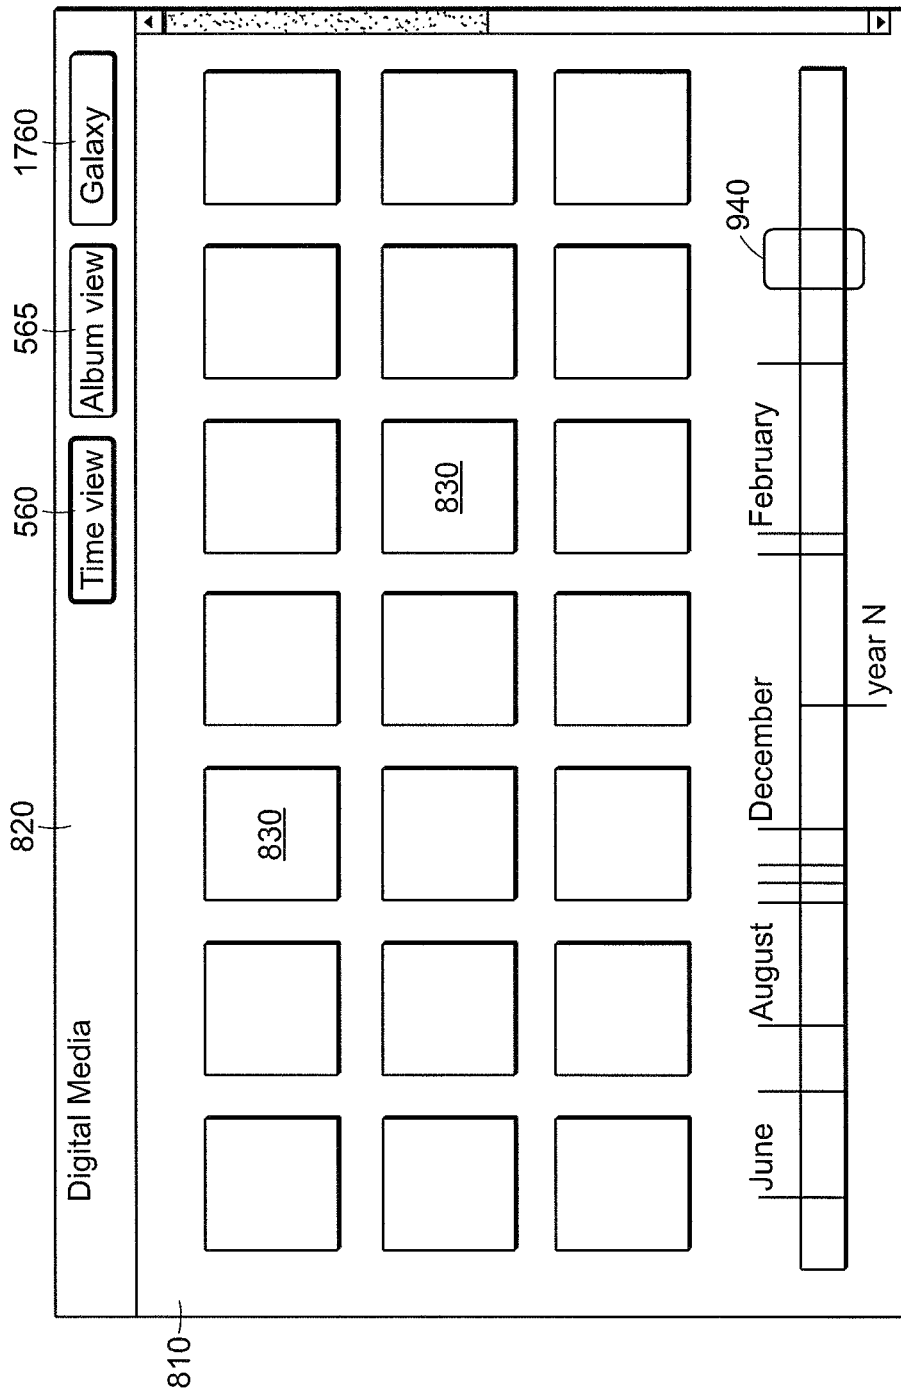 820 560 565 1760
Digital Media Time view Album view Galaxy
810
830
830
940
June August December February
year N